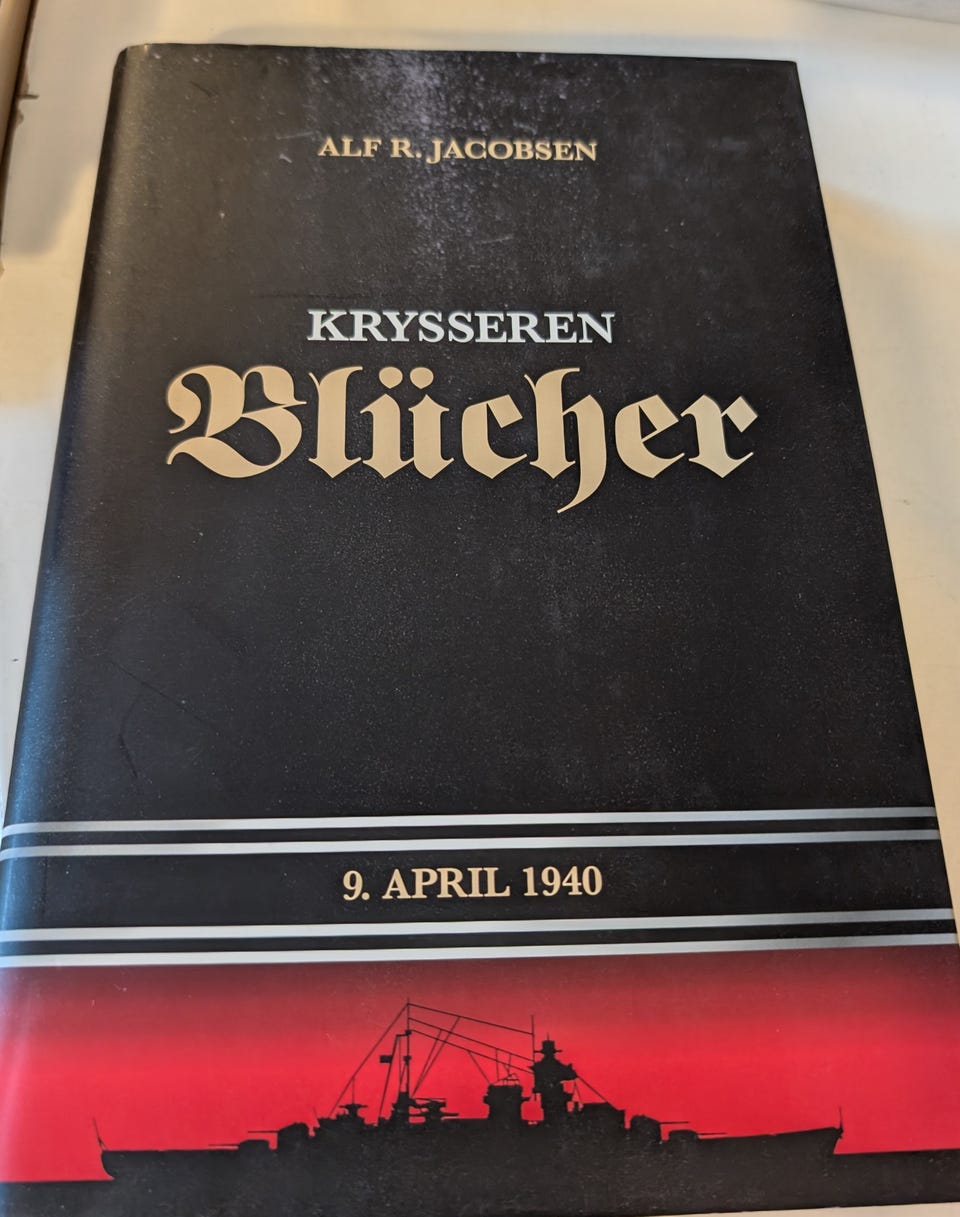 ALF R. JACOBSEN
KRYSSEREN
Blücher
9. APRIL 1940